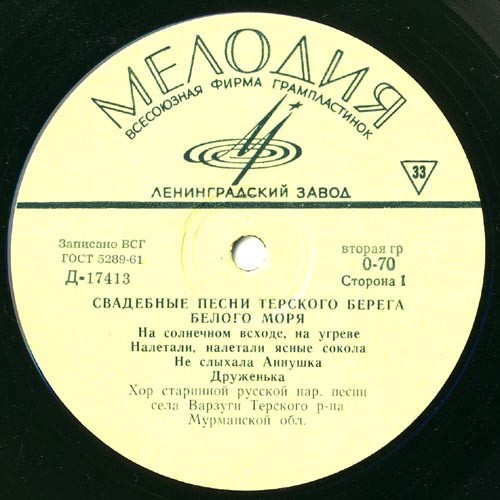 МЕЛОДИЯ
ВСЕСОЮЗНАЯ ФИРМА ГРАМПЛАСТИНОК
ЛЕНИНГРАДСКИЙ ЗАВОД
33
Записано ВСГ
ГОСТ 5289-61
Д-17413
вторая гр
0-70
Сторона I
СВАДЕБНЫЕ ПЕСНИ ТЕРСКОГО БЕРЕГА
БЕЛОГО МОРЯ
На солнечном всходе, на угреве
Налетали, налетали ясные сокола
Не слыхала Аннушка
Друженька
Хор старинной русской нар. песни
села Варзуги Терского р-на
Мурманской обл.